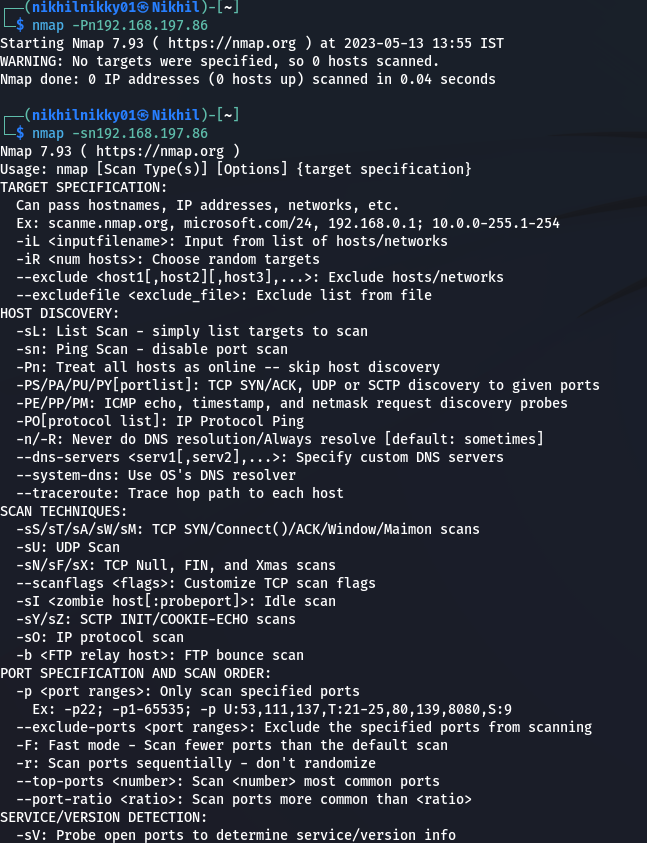 ┌──(nikhilnikky01㉿Nikhil)-[~]
└─$ nmap -Pn192.168.197.86
Starting Nmap 7.93 ( https://nmap.org ) at 2023-05-13 13:55 IST
WARNING: No targets were specified, so 0 hosts scanned.
Nmap done: 0 IP addresses (0 hosts up) scanned in 0.04 seconds
┌──(nikhilnikky01㉿Nikhil)-[~]
└─$ nmap -sn192.168.197.86
Nmap 7.93 ( https://nmap.org )
Usage: nmap [Scan Type(s)] [Options] {target specification}
TARGET SPECIFICATION:
  Can pass hostnames, IP addresses, networks, etc.
  Ex: scanme.nmap.org, microsoft.com/24, 192.168.0.1; 10.0.0-255.1-254
  -iL <inputfilename>: Input from list of hosts/networks
  -iR <num hosts>: Choose random targets
  --exclude <host1[,host2][,host3],...>: Exclude hosts/networks
  --excludefile <exclude_file>: Exclude list from file
HOST DISCOVERY:
  -sL: List Scan - simply list targets to scan
  -sn: Ping Scan - disable port scan
  -Pn: Treat all hosts as online -- skip host discovery
  -PS/PA/PU/PY[portlist]: TCP SYN/ACK, UDP or SCTP discovery to given ports
  -PE/PP/PM: ICMP echo, timestamp, and netmask request discovery probes
  -PO[protocol list]: IP Protocol Ping
  -n/-R: Never do DNS resolution/Always resolve [default: sometimes]
  --dns-servers <serv1[,serv2],...>: Specify custom DNS servers
  --system-dns: Use OS's DNS resolver
  --traceroute: Trace hop path to each host
SCAN TECHNIQUES:
  -sS/sT/sA/sW/sM: TCP SYN/Connect()/ACK/Window/Maimon scans
  -sU: UDP Scan
  -sN/sF/sX: TCP Null, FIN, and Xmas scans
  --scanflags <flags>: Customize TCP scan flags
  -sI <zombie host[:probeport]>: Idle scan
  -sY/sZ: SCTP INIT/COOKIE-ECHO scans
  -sO: IP protocol scan
  -b <FTP relay host>: FTP bounce scan
PORT SPECIFICATION AND SCAN ORDER:
  -p <port ranges>: Only scan specified ports
    Ex: -p22; -p1-65535; -p U:53,111,137,T:21-25,80,139,8080,S:9
  --exclude-ports <port ranges>: Exclude the specified ports from scanning
  -F: Fast mode - Scan fewer ports than the default scan
  -r: Scan ports sequentially - don't randomize
  --top-ports <number>: Scan <number> most common ports
  --port-ratio <ratio>: Scan ports more common than <ratio>
SERVICE/VERSION DETECTION:
  -sV: Probe open ports to determine service/version info